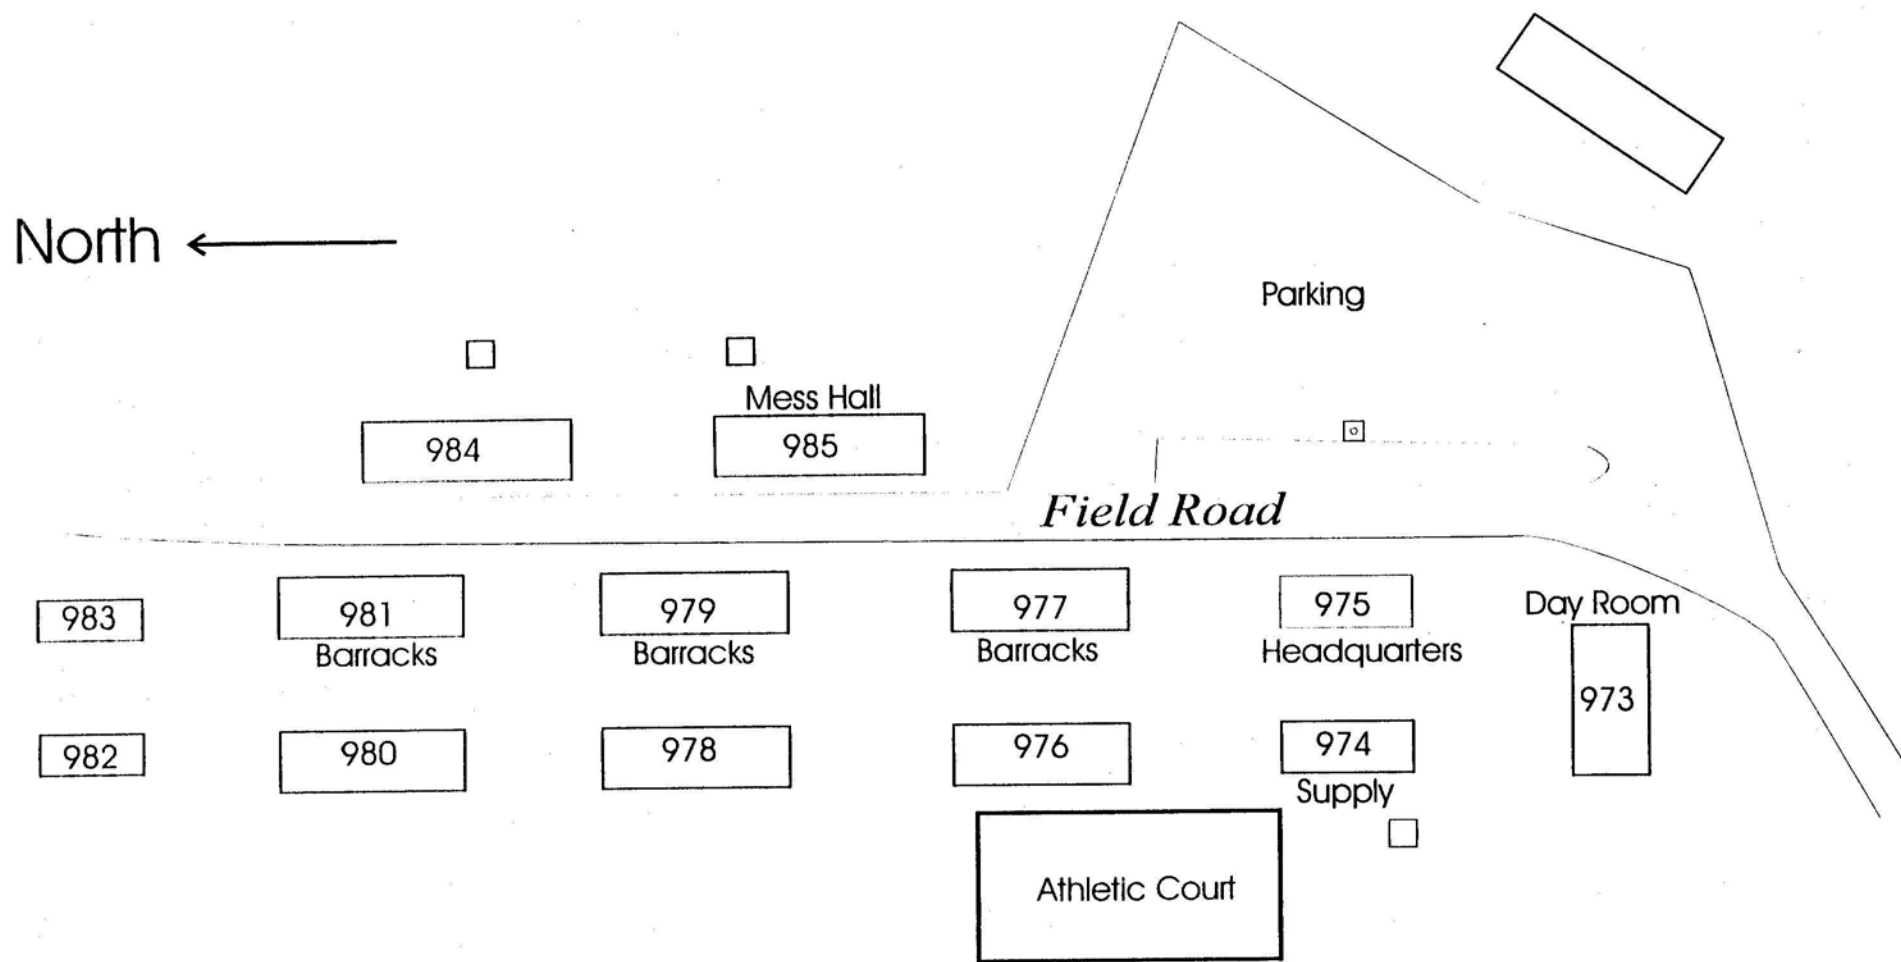 North
Parking
Mess Hall
984
985
Field Road
983
981
979
977
975
Day Room
Barracks
Barracks
Barracks
Headquarters
973
982
980
978
976
974
Supply
Athletic Court